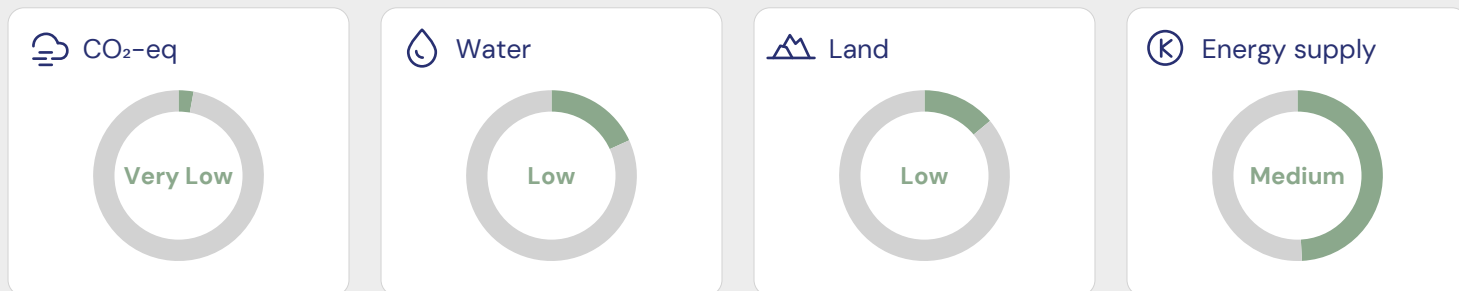 CO₂-eq
Very Low
Water
Low
Land
Low
Energy supply
Medium